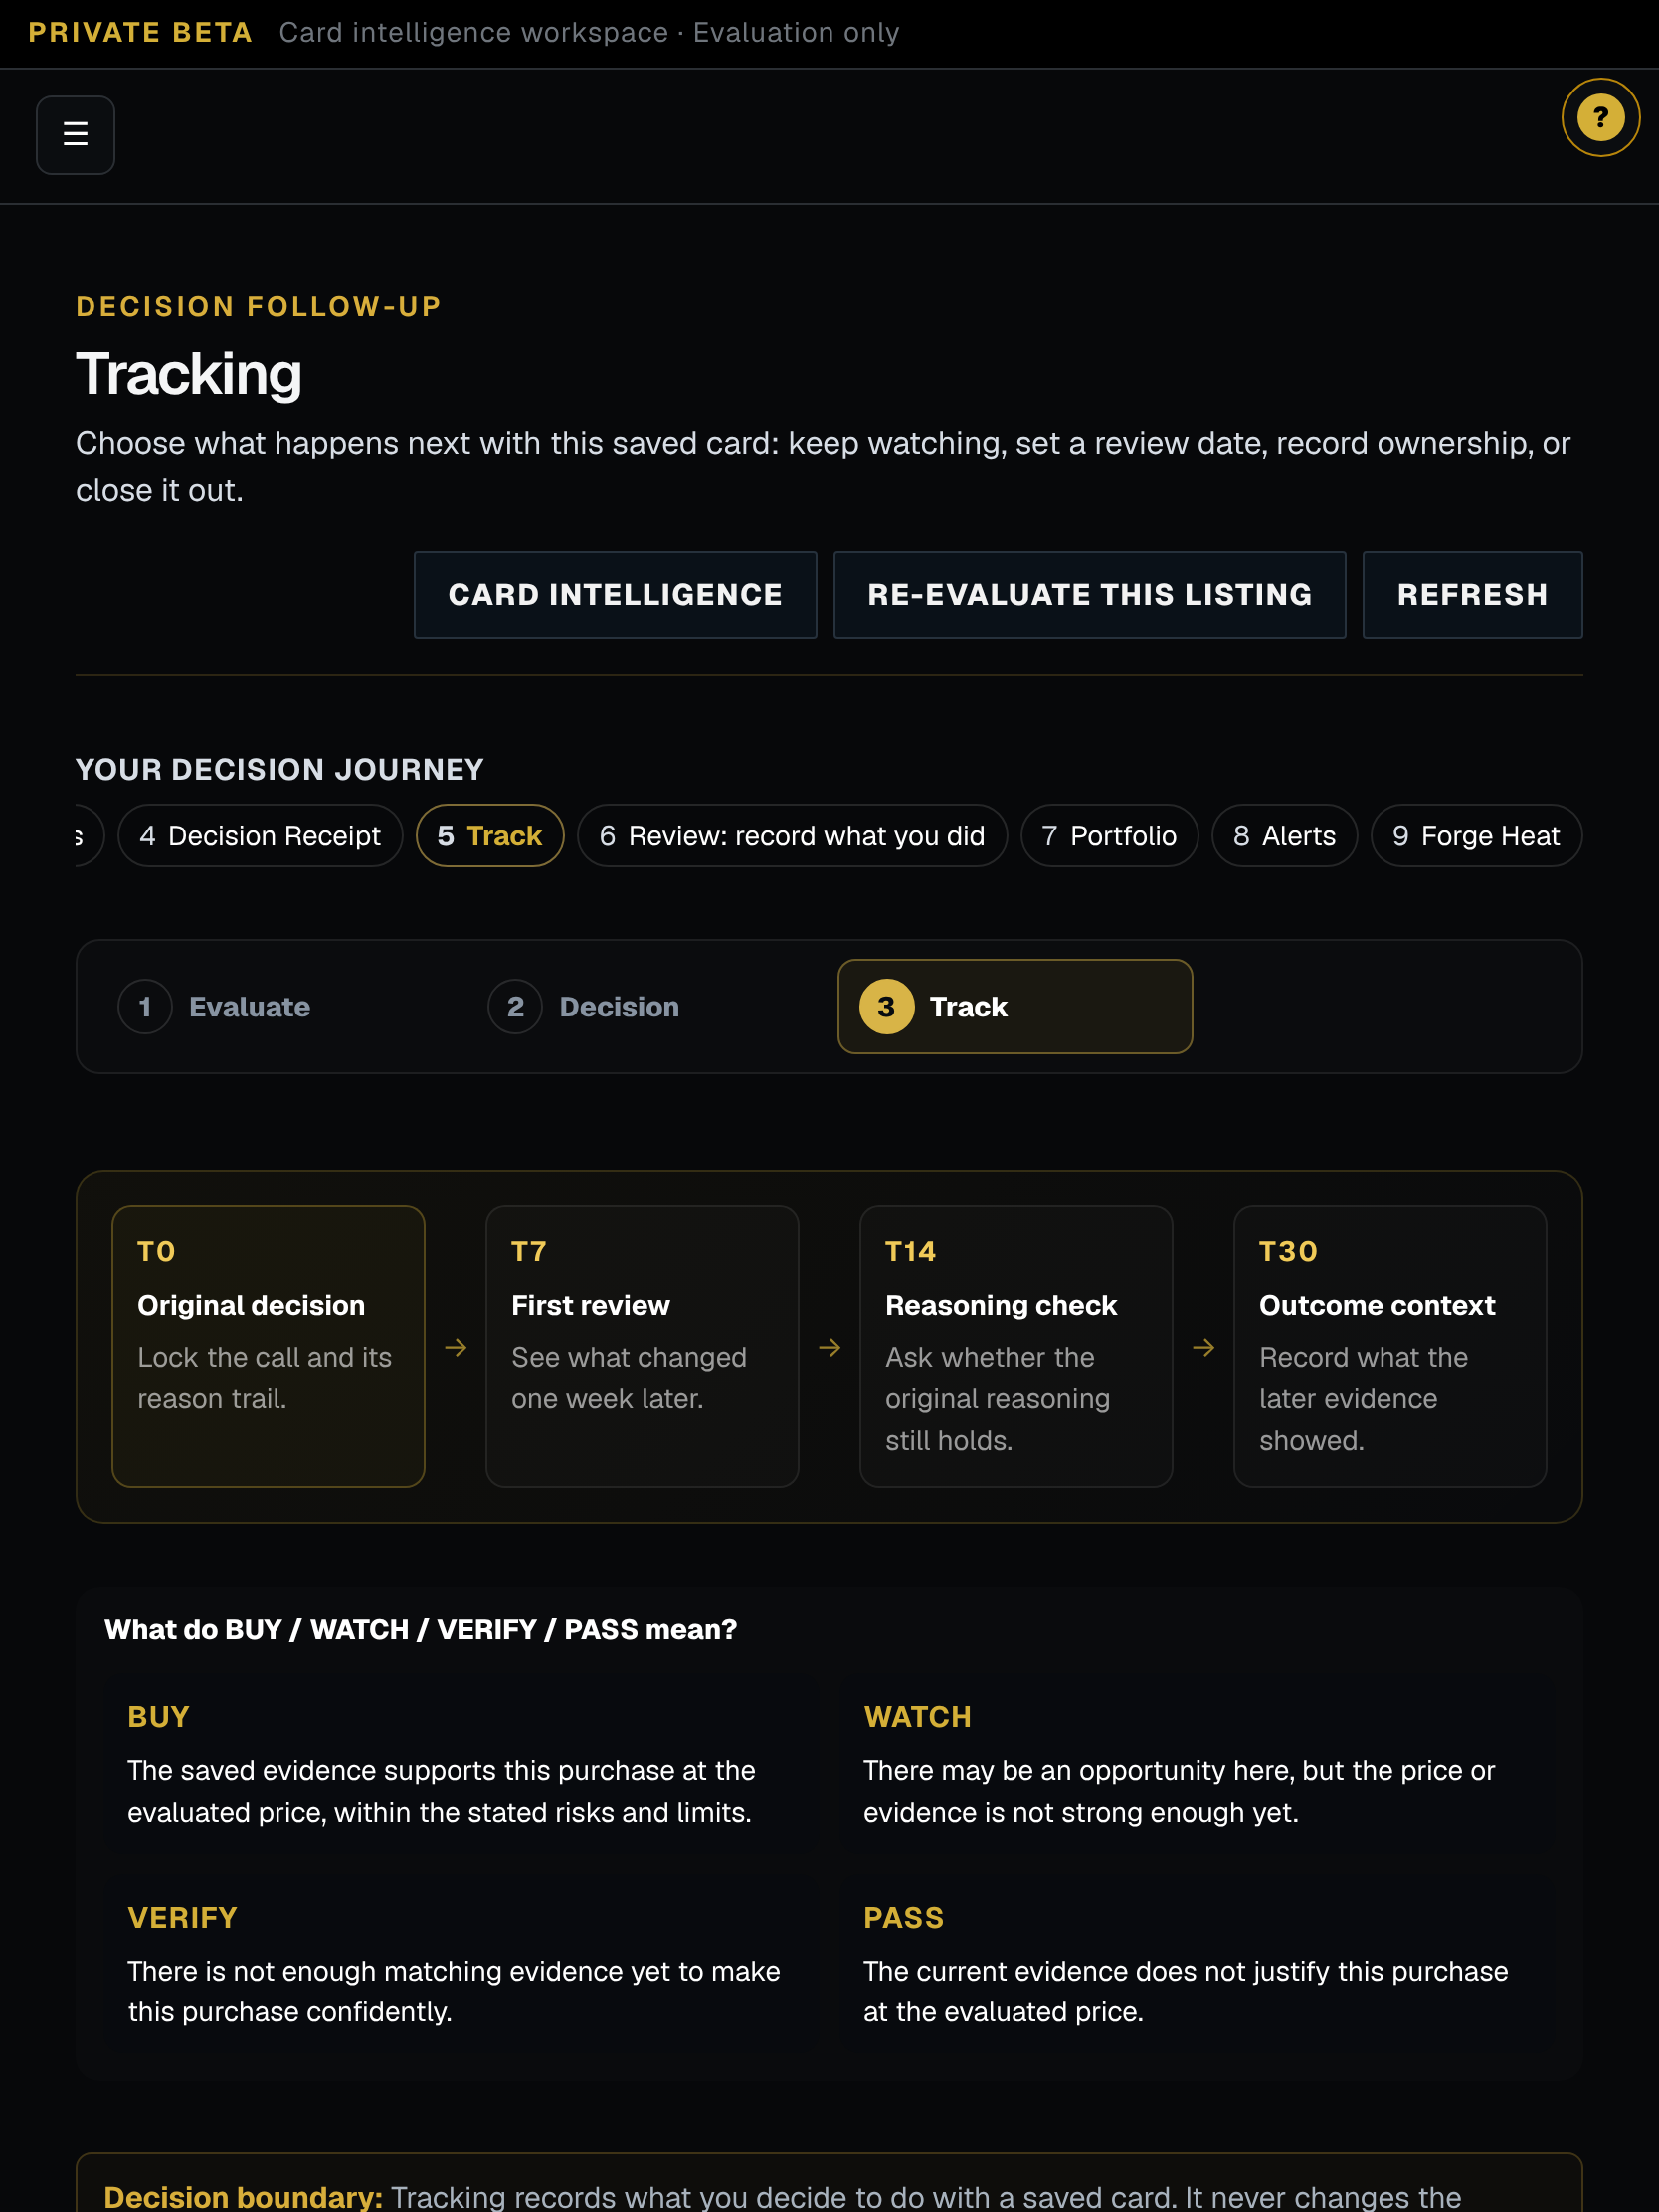 PRIVATE BETA Card intelligence workspace · Evaluation only
☰
?
DECISION FOLLOW-UP
Tracking
Choose what happens next with this saved card: keep watching, set a review date, record ownership, or
close it out.
CARD INTELLIGENCE RE-EVALUATE THIS LISTING REFRESH
YOUR DECISION JOURNEY
s 4 Decision Receipt 5 Track 6 Review: record what you did 7 Portfolio 8 Alerts 9 Forge Heat
1 Evaluate 2 Decision 3 Track
T0
Original decision
Lock the call and its
reason trail.
→
T7
First review
See what changed
one week later.
→
T14
Reasoning check
Ask whether the
original reasoning
still holds.
→
T30
Outcome context
Record what the
later evidence
showed.
What do BUY / WATCH / VERIFY / PASS mean?
BUY
The saved evidence supports this purchase at the
evaluated price, within the stated risks and limits.
WATCH
There may be an opportunity here, but the price or
evidence is not strong enough yet.
VERIFY
There is not enough matching evidence yet to make
this purchase confidently.
PASS
The current evidence does not justify this purchase
at the evaluated price.
Decision boundary: Tracking records what you decide to do with a saved card. It never changes the